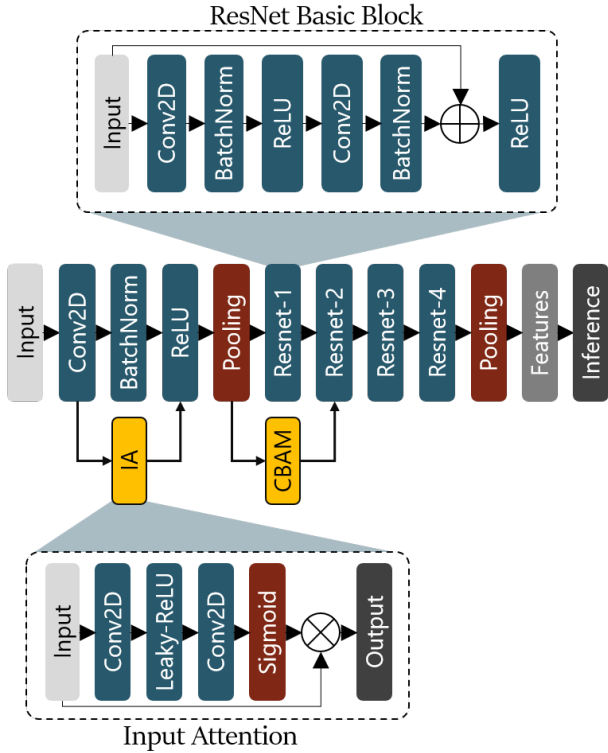 ResNet Basic Block
Input
Conv2D
BatchNorm
ReLU
Conv2D
BatchNorm
ReLU
Input
Conv2D
BatchNorm
ReLU
Pooling
Resnet-1
Resnet-2
Resnet-3
Resnet-4
Pooling
Features
Inference
IA
CBAM
Input
Conv2D
Leaky-ReLU
Conv2D
Sigmoid
Output
Input Attention